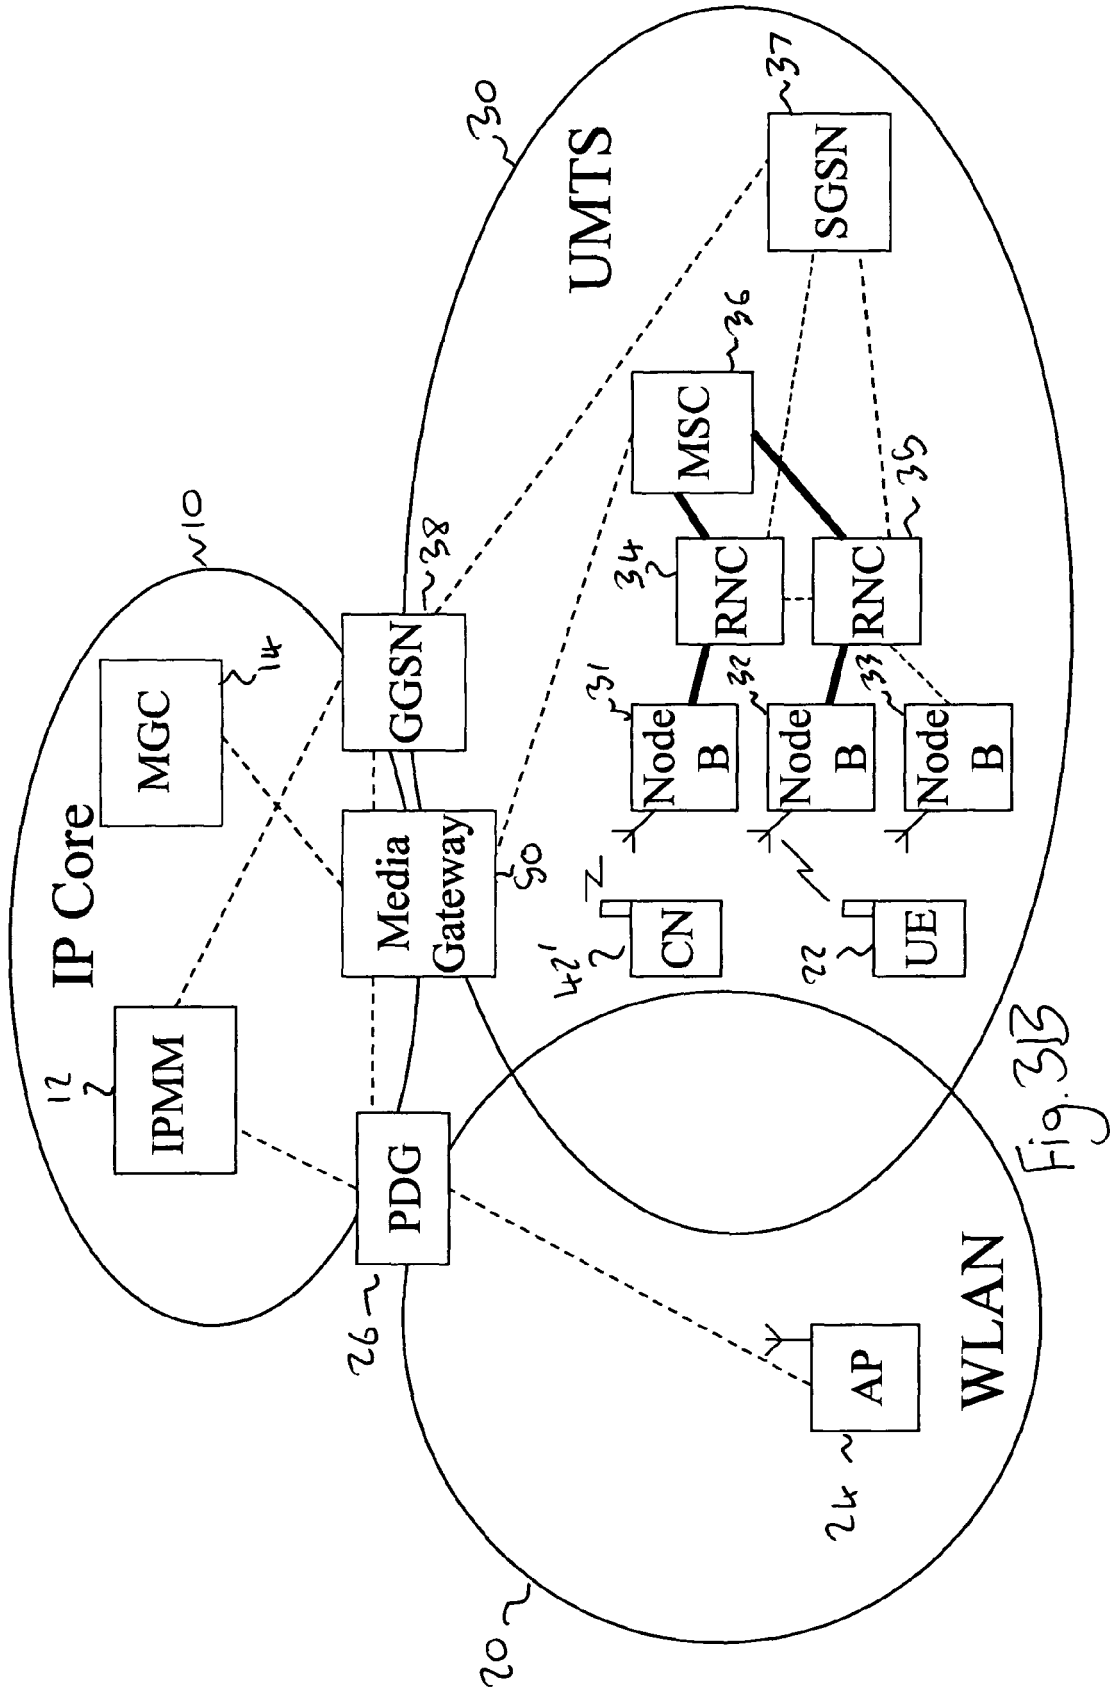 IP Core
10
12
IPMM
MGC
14
26
PDG
Media
Gateway
50
GGSN
38
30
UMTS
20
WLAN
24
AP
42'
CN
22
UE
31
Node
B
32
Node
B
33
Node
B
34
RNC
35
RNC
36
MSC
37
SGSN
Fig. 3B